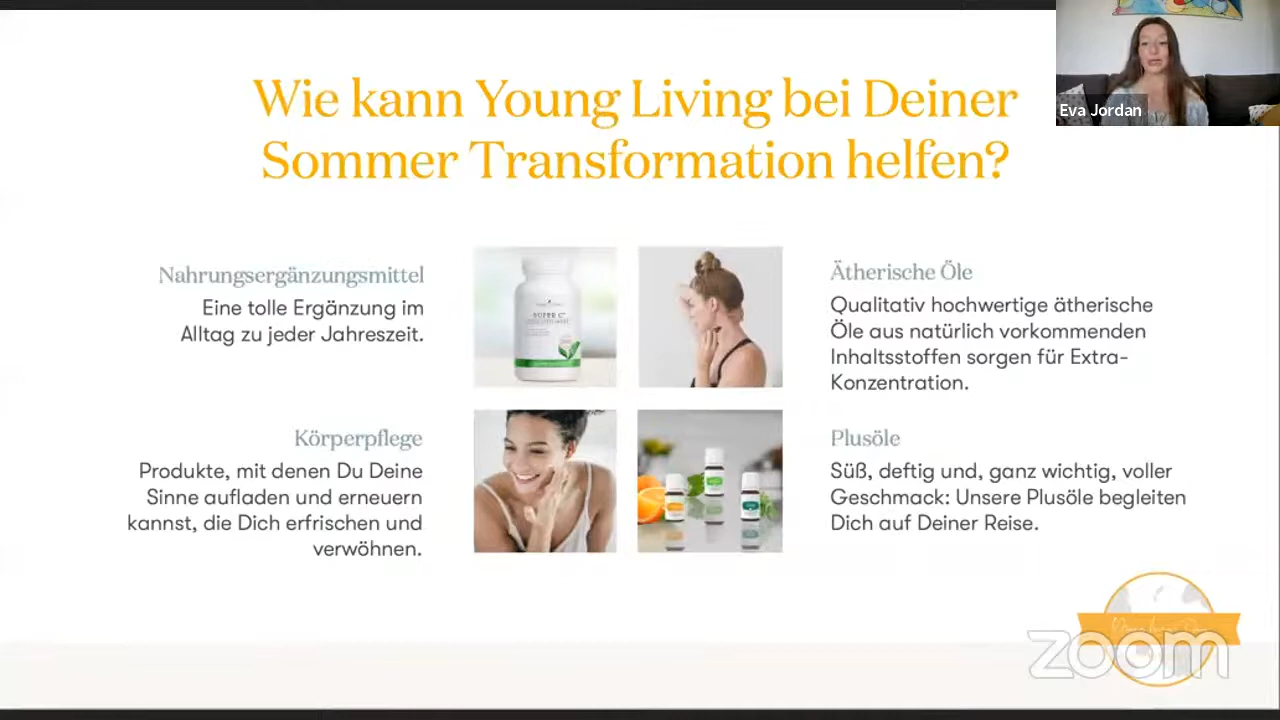 Eva Jordan
Wie kann Young Living bei Deiner
Sommer Transformation helfen?
Nahrungsergänzungsmittel
Eine tolle Ergänzung im
Alltag zu jeder Jahreszeit.
SUPER C
Ätherische Öle
Qualitativ hochwertige ätherische
Öle aus natürlich vorkommenden
Inhaltsstoffen sorgen für Extra-
Konzentration.
Körperpflege
Produkte, mit denen Du Deine
Sinne aufladen und erneuern
kannst, die Dich erfrischen und
verwöhnen.
Plusöle
Süß, deftig und, ganz wichtig, voller
Geschmack: Unsere Plusöle begleiten
Dich auf Deiner Reise.
zoom